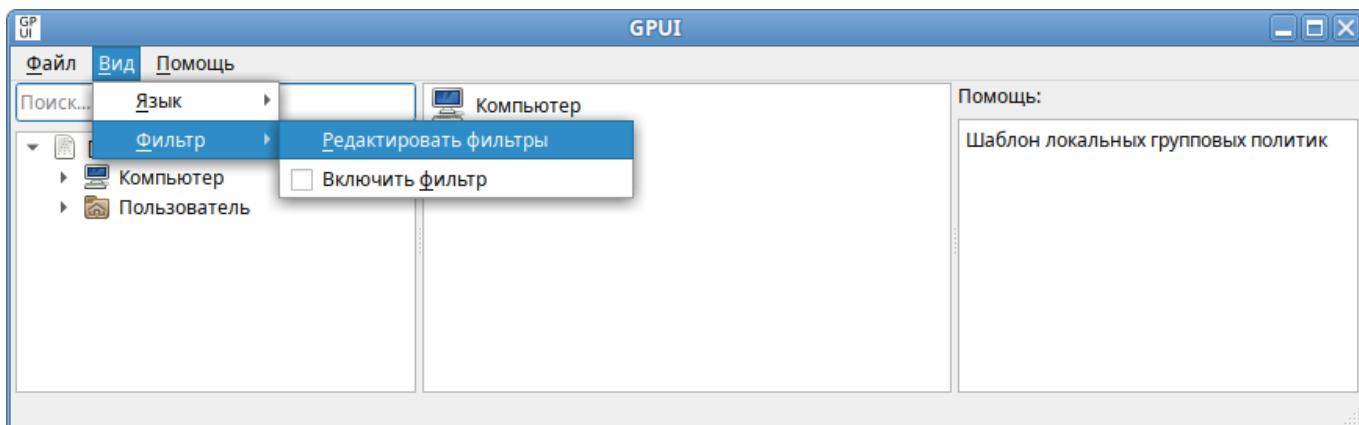 GP
UI
GPUI
Файл Вид Помощь
Поиск...
Язык
Фильтр
Редактировать фильтры
Включить фильтр
Компьютер
Пользователь
Компьютер
Помощь:
Шаблон локальных групповых политик